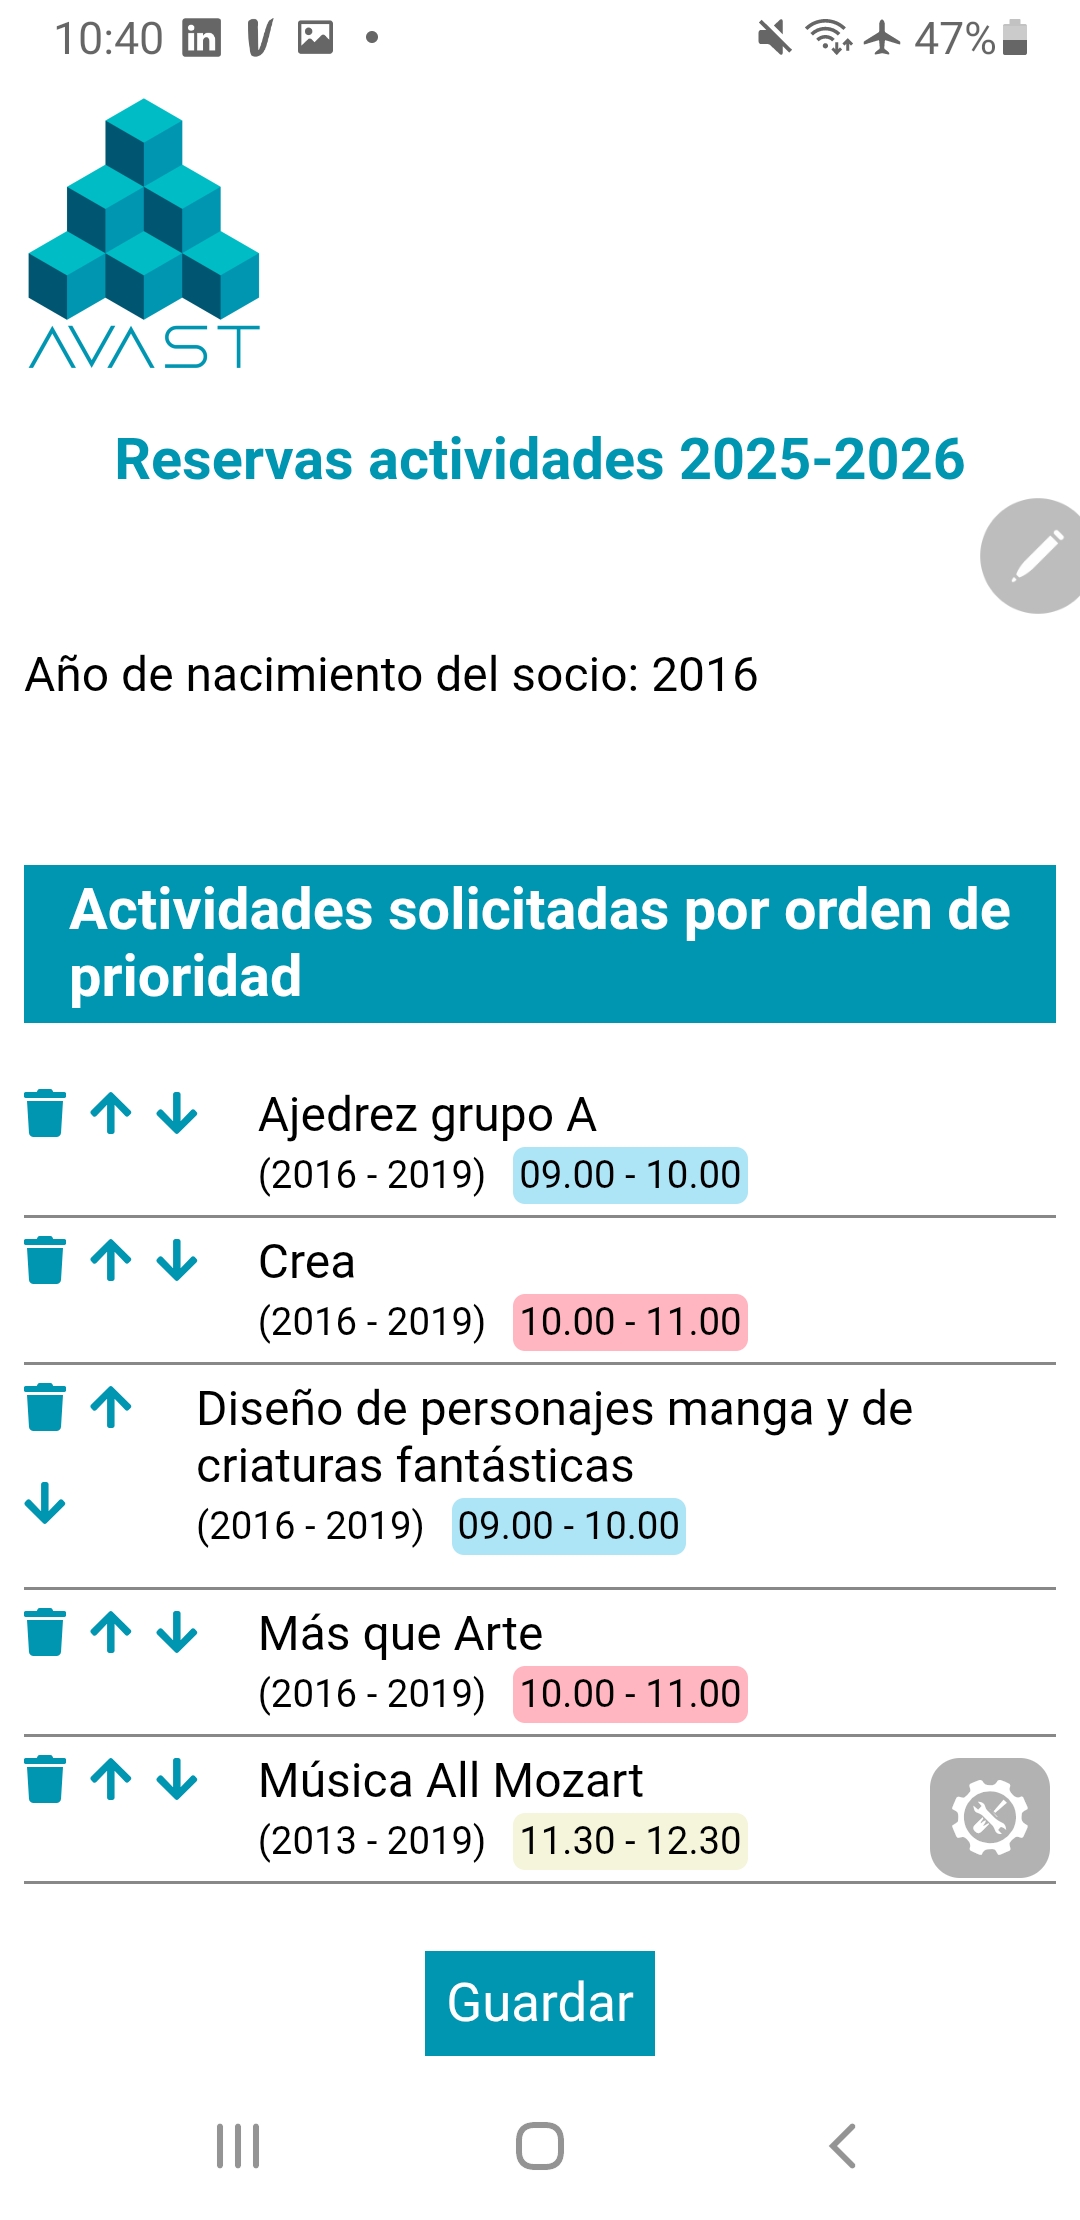 10:40
47%
AVAST
Reservas actividades 2025-2026
Año de nacimiento del socio: 2016
Actividades solicitadas por orden de
prioridad
Ajedrez grupo A
(2016 - 2019) 09.00 - 10.00
Crea
(2016 - 2019) 10.00 - 11.00
Diseño de personajes manga y de
criaturas fantásticas
(2016 - 2019) 09.00 - 10.00
Más que Arte
(2016 - 2019) 10.00 - 11.00
Música All Mozart
(2013 - 2019) 11.30 - 12.30
Guardar